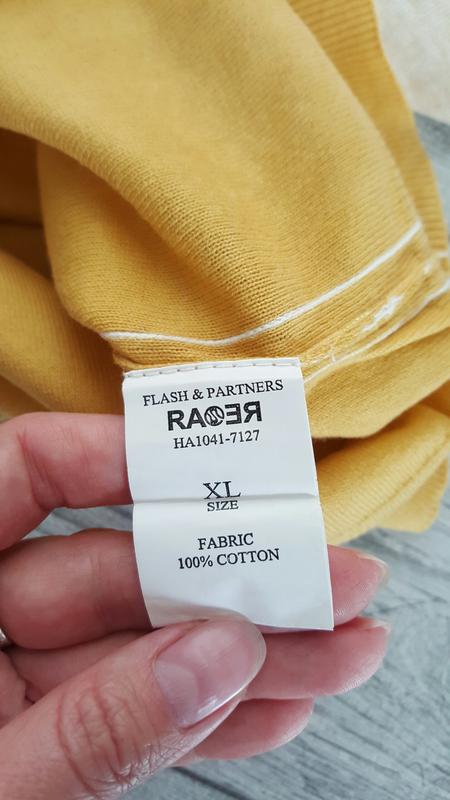 FLASH & PARTNERS
RACER
HA1041-7127
XL
SIZE
FABRIC
100% COTTON